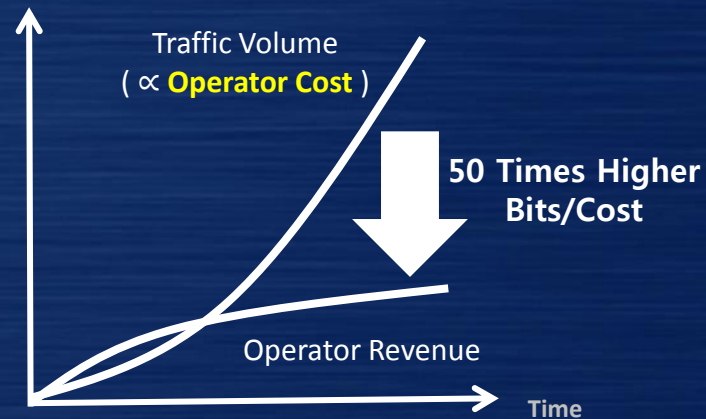 Traffic Volume
( ∝ Operator Cost )
50 Times Higher
Bits/Cost
Operator Revenue
Time